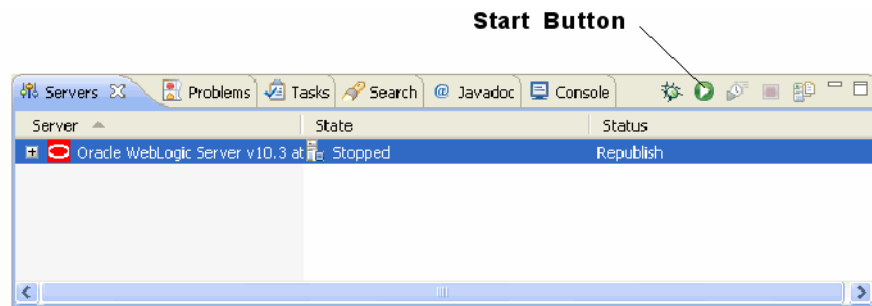 Start Button
Servers Problems Tasks Search @ Javadoc Console
Server State Status
Oracle WebLogic Server v10.3 at Stopped Republish